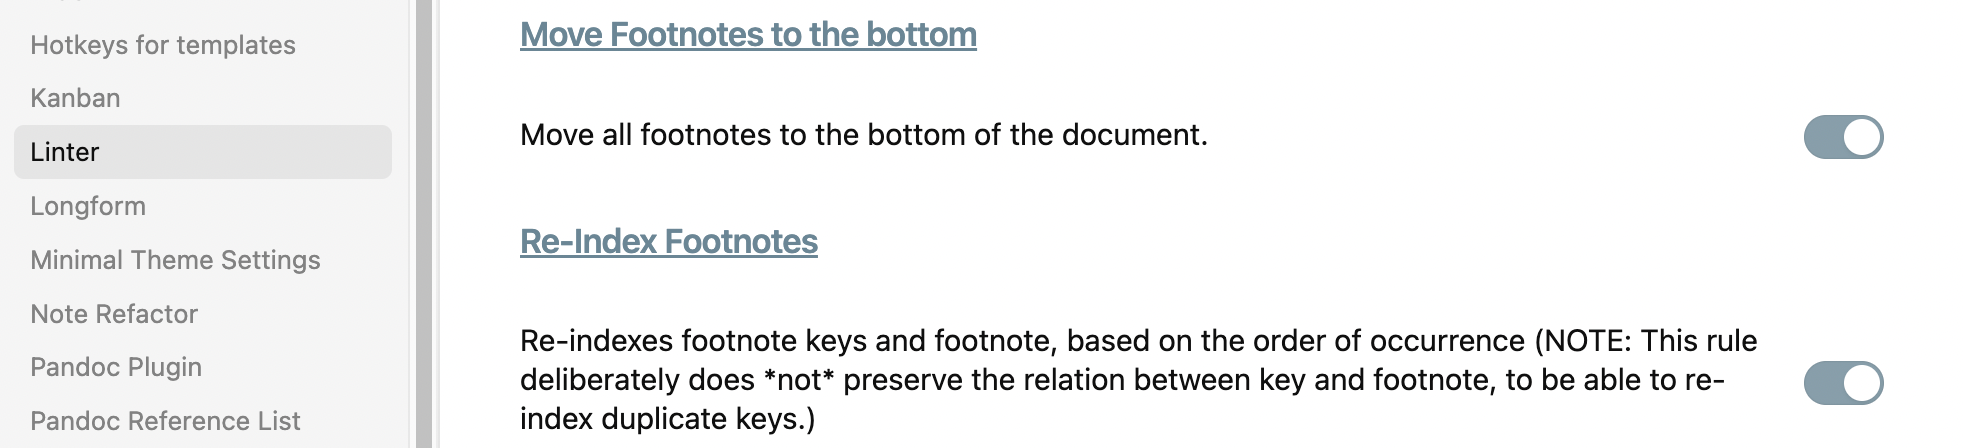 Hotkeys for templates
Kanban
Linter
Longform
Minimal Theme Settings
Note Refactor
Pandoc Plugin
Pandoc Reference List
Move Footnotes to the bottom
Move all footnotes to the bottom of the document.
Re-Index Footnotes
Re-indexes footnote keys and footnote, based on the order of occurrence (NOTE: This rule
deliberately does *not* preserve the relation between key and footnote, to be able to re-
index duplicate keys.)